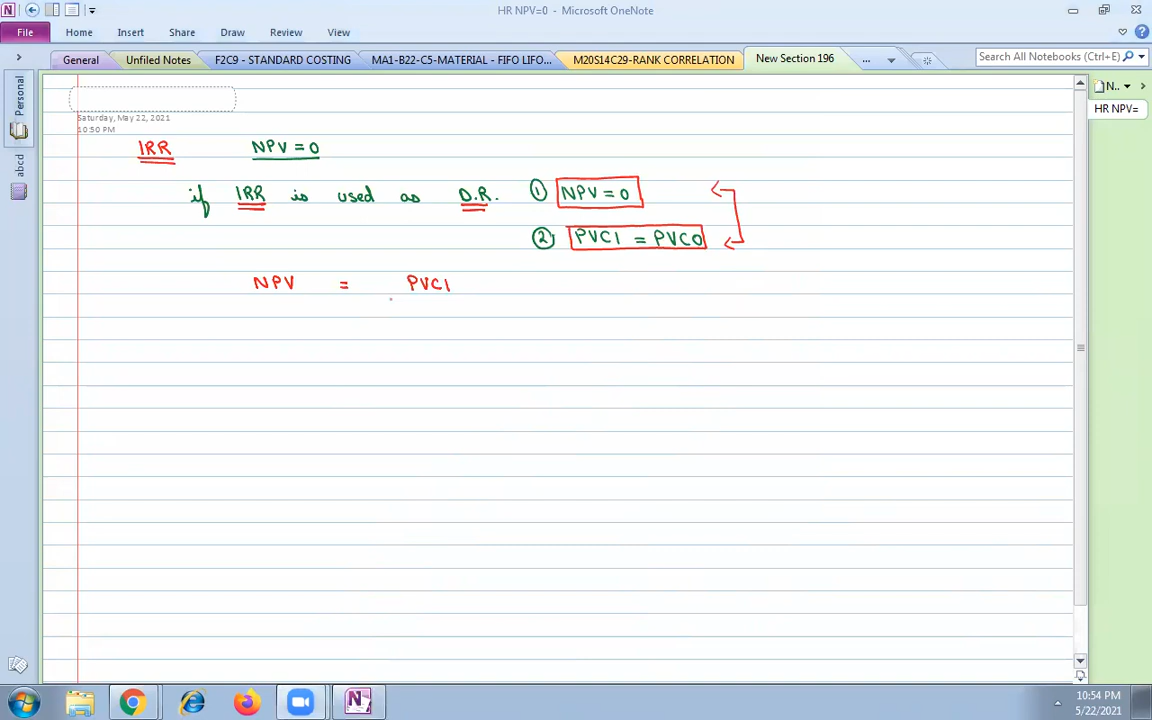 HR NPV=0 - Microsoft OneNote
File Home Insert Share Draw Review View
General Unfiled Notes F2C9 - STANDARD COSTING MA1-B22-C5-MATERIAL - FIFO LIFO... M20S14C29-RANK CORRELATION New Section 196 ... Search All Notebooks (Ctrl+E)
Personal
abcd
N..
HR NPV=
Saturday, May 22, 2021
10:50 PM
IRR NPV = 0
if IRR is used as D.R. ① NPV = 0
② PVCI = PVCO
NPV = PVCI
10:54 PM
5/22/2021